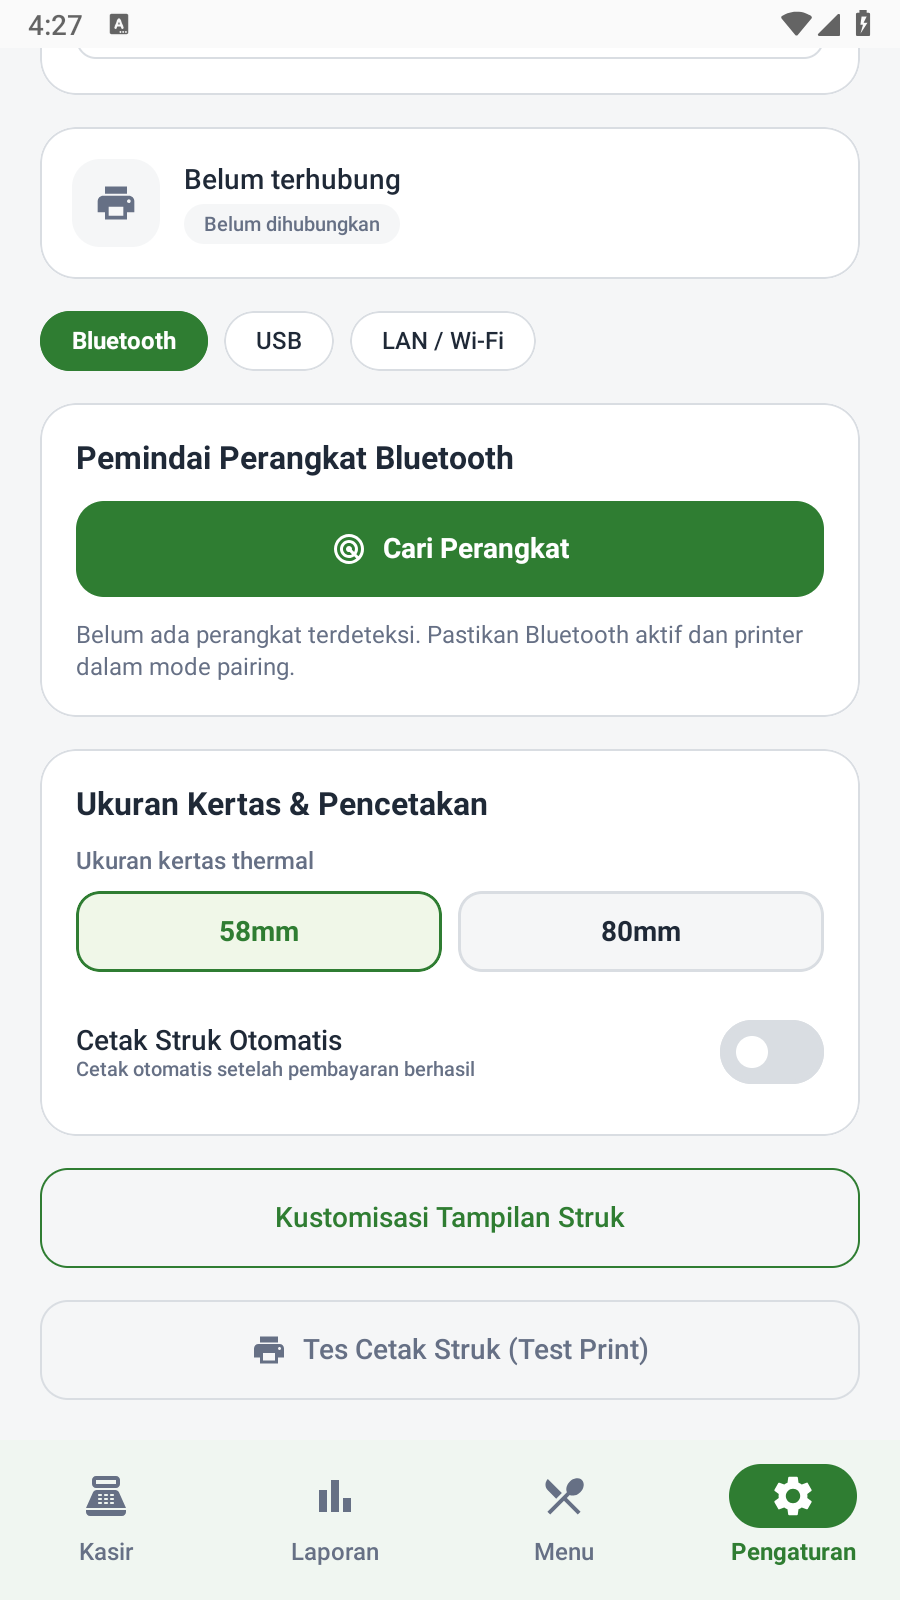 4:27
A
Belum terhubung
Belum dihubungkan
Bluetooth
USB
LAN / Wi-Fi
Pemindai Perangkat Bluetooth
Cari Perangkat
Belum ada perangkat terdeteksi. Pastikan Bluetooth aktif dan printer
dalam mode pairing.
Ukuran Kertas & Pencetakan
Ukuran kertas thermal
58mm
80mm
Cetak Struk Otomatis
Cetak otomatis setelah pembayaran berhasil
Kustomisasi Tampilan Struk
Tes Cetak Struk (Test Print)
Kasir
Laporan
Menu
Pengaturan